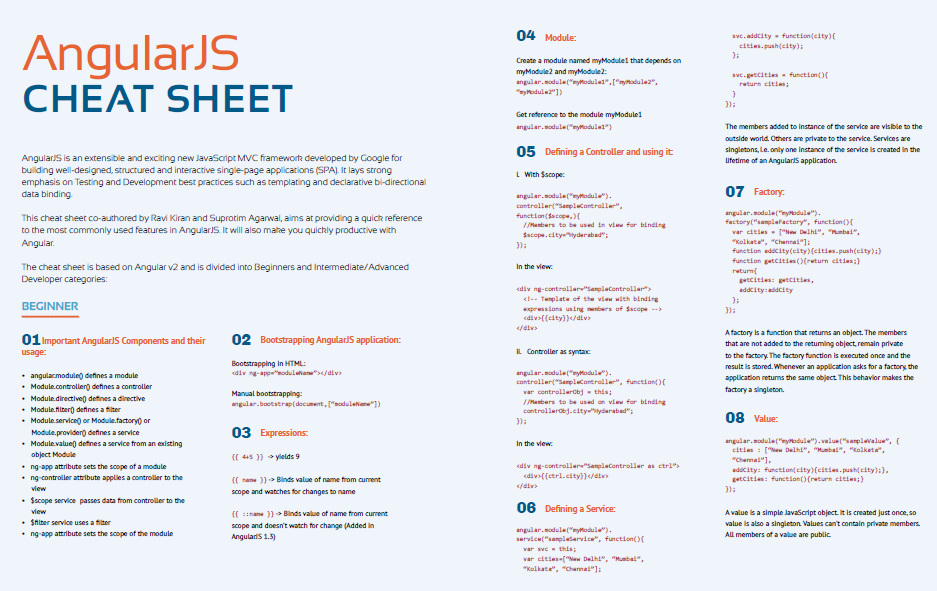 AngularJS
CHEAT SHEET
AngularJS is an extensible and exciting new JavaScript MVC framework developed by Google for
building well-designed, structured and interactive single-page applications (SPA). It lays strong
emphasis on Testing and Development best practices such as templating and declarative bi-directional
data binding.
This cheat sheet co-authored by Ravi Kiran and Suprotim Agarwal, aims at providing a quick reference
to the most commonly used features in AngularJS. It will also make you quickly productive with
Angular.
The cheat sheet is based on Angular v2 and is divided into Beginners and Intermediate/Advanced
Developer categories:
BEGINNER
01 Important AngularJS Components and their
usage:
• angular.module() defines a module
• Module.controller() defines a controller
• Module.directive() defines a directive
• Module.filter() defines a filter
• Module.service() or Module.factory() or
Module.provider() defines a service
• Module.value() defines a service from an existing
object Module
• ng-app attribute sets the scope of a module
• ng-controller attribute applies a controller to the
view
• $scope service passes data from controller to the
view
• $filter service uses a filter
• ng-app attribute sets the scope of the module
02 Bootstrapping AngularJS application:
Bootstrapping in HTML:
<div ng-app="moduleName"></div>
Manual bootstrapping:
angular.bootstrap(document,["moduleName"])
03 Expressions:
{{ 4+5 }} -> yields 9
{{ name }} -> Binds value of name from current
scope and watches for changes to name
{{ ::name }} -> Binds value of name from current
scope and doesn't watch for change (Added in
AngularJS 1.3)
04 Module:
Create a module named myModule1 that depends on
myModule2 and myModule2:
angular.module("myModule1",["myModule2",
"myModule2"])
Get reference to the module myModule1
angular.module("myModule1")
05 Defining a Controller and using it:
i. With $scope:
angular.module("myModule").
controller("SampleController",
function($scope,){
//Members to be used in view for binding
$scope.city="Hyderabad";
});
In the view:
<div ng-controller="SampleController">
<!-- Template of the view with binding
expressions using members of $scope -->
<div>{{city}}</div>
</div>
ii. Controller as syntax:
angular.module("myModule").
controller("SampleController", function(){
var controllerObj = this;
//Members to be used on view for binding
controllerObj.city="Hyderabad";
});
In the view:
<div ng-controller="SampleController as ctrl">
<div>{{ctrl.city}}</div>
</div>
06 Defining a Service:
angular.module("myModule").
service("sampleService", function(){
var svc = this;
var cities=["New Delhi", "Mumbai",
"Kolkata", "Chennai"];
svc.addCity = function(city){
cities.push(city);
};
svc.getCities = function(){
return cities;
}
});
The members added to instance of the service are visible to the
outside world. Others are private to the service. Services are
singletons, i.e. only one instance of the service is created in the
lifetime of an AngularJS application.
07 Factory:
angular.module("myModule").
factory("sampleFactory", function(){
var cities = ["New Delhi", "Mumbai",
"Kolkata", "Chennai"];
function addCity(city){cities.push(city);}
function getCities(){return cities;}
return{
getCities: getCities,
addCity:addCity
};
});
A factory is a function that returns an object. The members
that are not added to the returning object, remain private
to the factory. The factory function is executed once and the
result is stored. Whenever an application asks for a factory, the
application returns the same object. This behavior makes the
factory a singleton.
08 Value:
angular.module("myModule").value("sampleValue", {
cities : ["New Delhi", "Mumbai", "Kolkata",
"Chennai"],
addCity: function(city){cities.push(city);},
getCities: function(){return cities;}
});
A value is a simple JavaScript object. It is created just once, so
value is also a singleton. Values can't contain private members.
All members of a value are public.